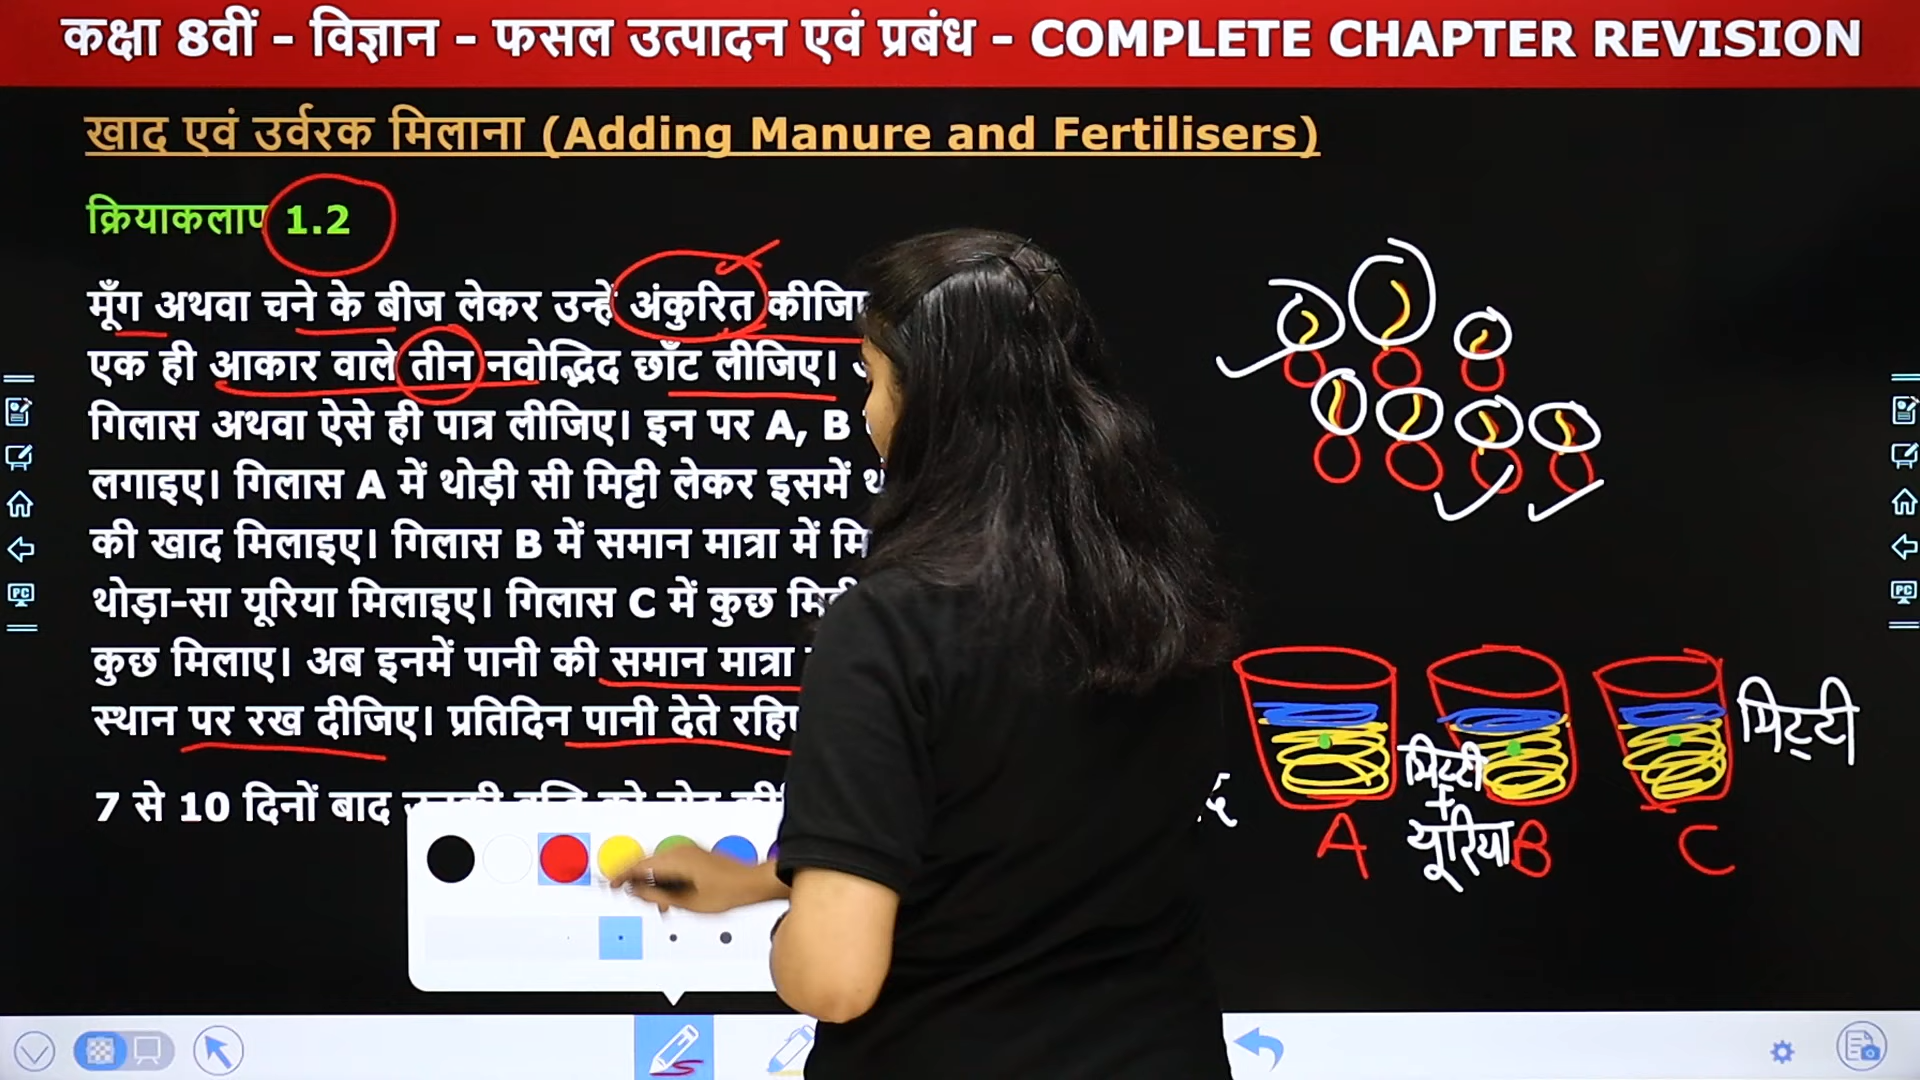 कक्षा 8वीं - विज्ञान - फसल उत्पादन एवं प्रबंध - COMPLETE CHAPTER REVISION
खाद एवं उर्वरक मिलाना (Adding Manure and Fertilisers)
क्रियाकलाप 1.2
मूँग अथवा चने के बीज लेकर उन्हें अंकुरित
एक ही आकार वाले तीन नवोद्भिद छाँट लीजिए।
गिलास अथवा ऐसे ही पात्र लीजिए। इन पर A, B
लगाइए। गिलास A में थोड़ी सी मिट्टी लेकर इसमें
की खाद मिलाइए। गिलास B में समान मात्रा में
थोड़ा-सा यूरिया मिलाइए। गिलास C में कुछ
कुछ मिलाए। अब इनमें पानी की समान मात्रा
स्थान पर रख दीजिए। प्रतिदिन पानी देते
7 से 10 दिनों बाद
मिट्टी
मिट्टी
+
यूरिया
A
B
C
PC
PC